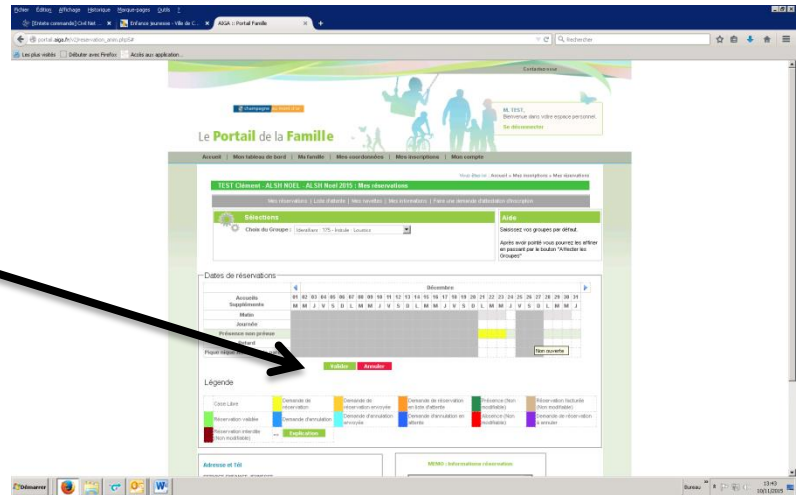 Fichier Édition Affichage Historique Marque-pages Outils ?
[Entete commande] Civil Net ... Enfance jeunesse - Ville de C... AIGA :: Portail Famille
portail.aiga.fr Rechercher
Les plus visités Débuter avec Firefox Accès aux application...
Contactez-nous
champagne
M. TEST,
Bienvenue dans votre espace personnel.
Se déconnecter
Le Portail de la Famille
Accueil | Mon tableau de bord | Ma famille | Mes coordonnées | Mes inscriptions | Mon compte
Vous êtes ici : Accueil » Mes inscriptions » Mes réservations
TEST Clément - ALSH NOEL - ALSH Noël 2015 : Mes réservations
Mes réservations | Liste d'attente | Mes navettes | Mes informations | Faire une demande d'attestation d'inscription
Sélections
Choix du Groupe :
Aide
Saisissez vos groupes par défaut.
Après avoir pointé vous pourrez les affiner
en passant par le bouton "Affecter les
Groupes"
Dates de réservations
Décembre
Accueils
Suppléments
01 02 03 04 05 06 07 08 09 10 11 12 13 14 15 16 17 18 19 20 21 22 23 24 25 26 27 28 29 30 31
M M J V S D L M M J V S D L M M J V S D L M M J V S D L M M J
Matin
Journée
Présence non prévue
Retard
Non ouverte
Valider Annuler
Légende
Case Libre
Demande de réservation
Demande de réservation envoyée
Demande de réservation en liste d'attente
Présence (Non modifiable)
Réservation facturée (Non modifiable)
Réservation validée
Demande d'annulation
Demande d'annulation envoyée
Demande d'annulation en attente
Absence (Non modifiable)
Demande de réservation à annuler
Réservation interdite (Non modifiable)
... Explication
Adresse et Tél
MEMO : Informations réservation
Démarrer
Bureau
13:43
10/11/2015